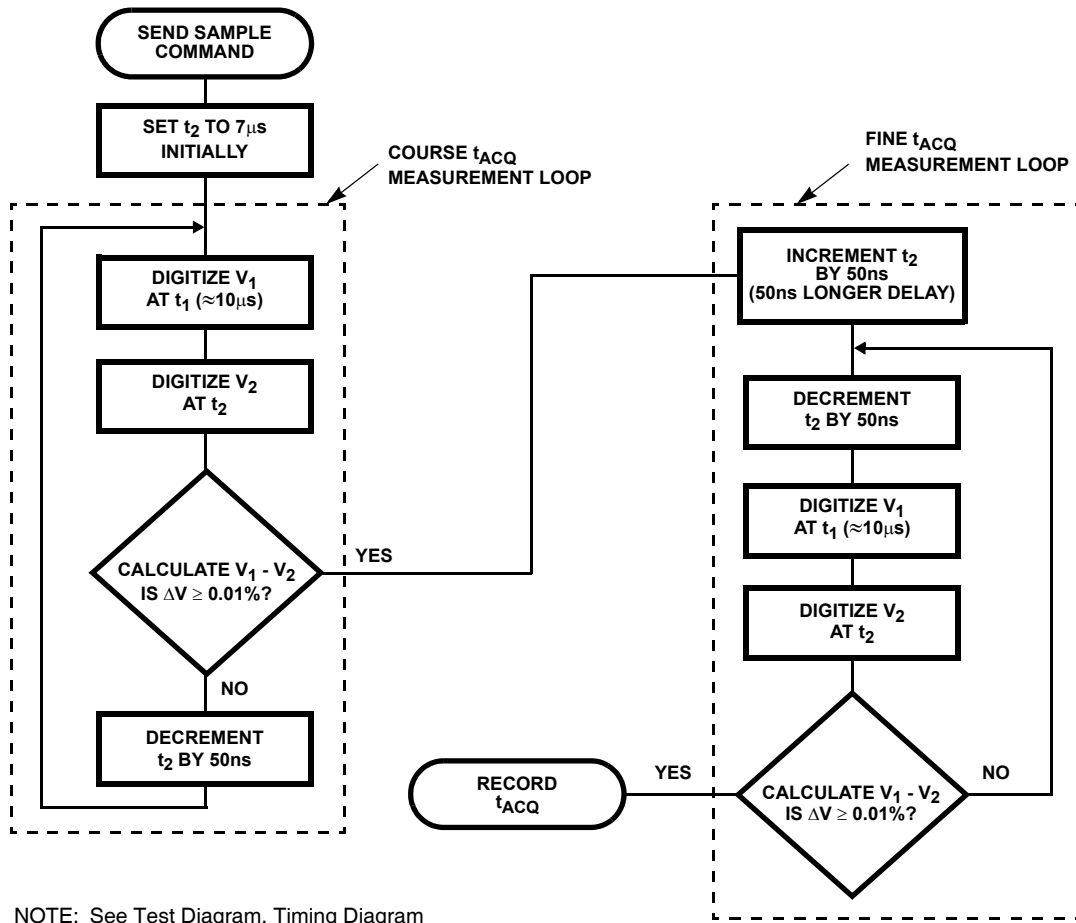 SEND SAMPLE
COMMAND
SET t2 TO 7μs
INITIALLY
COURSE tACQ
MEASUREMENT LOOP
DIGITIZE V1
AT t1 (≈10μs)
DIGITIZE V2
AT t2
CALCULATE V1 - V2
IS ΔV ≥ 0.01%?
YES
NO
DECREMENT
t2 BY 50ns
FINE tACQ
MEASUREMENT LOOP
INCREMENT t2
BY 50ns
(50ns LONGER DELAY)
DECREMENT
t2 BY 50ns
DIGITIZE V1
AT t1 (≈10μs)
DIGITIZE V2
AT t2
CALCULATE V1 - V2
IS ΔV ≥ 0.01%?
NO
YES
RECORD
tACQ
NOTE: See Test Diagram, Timing Diagram